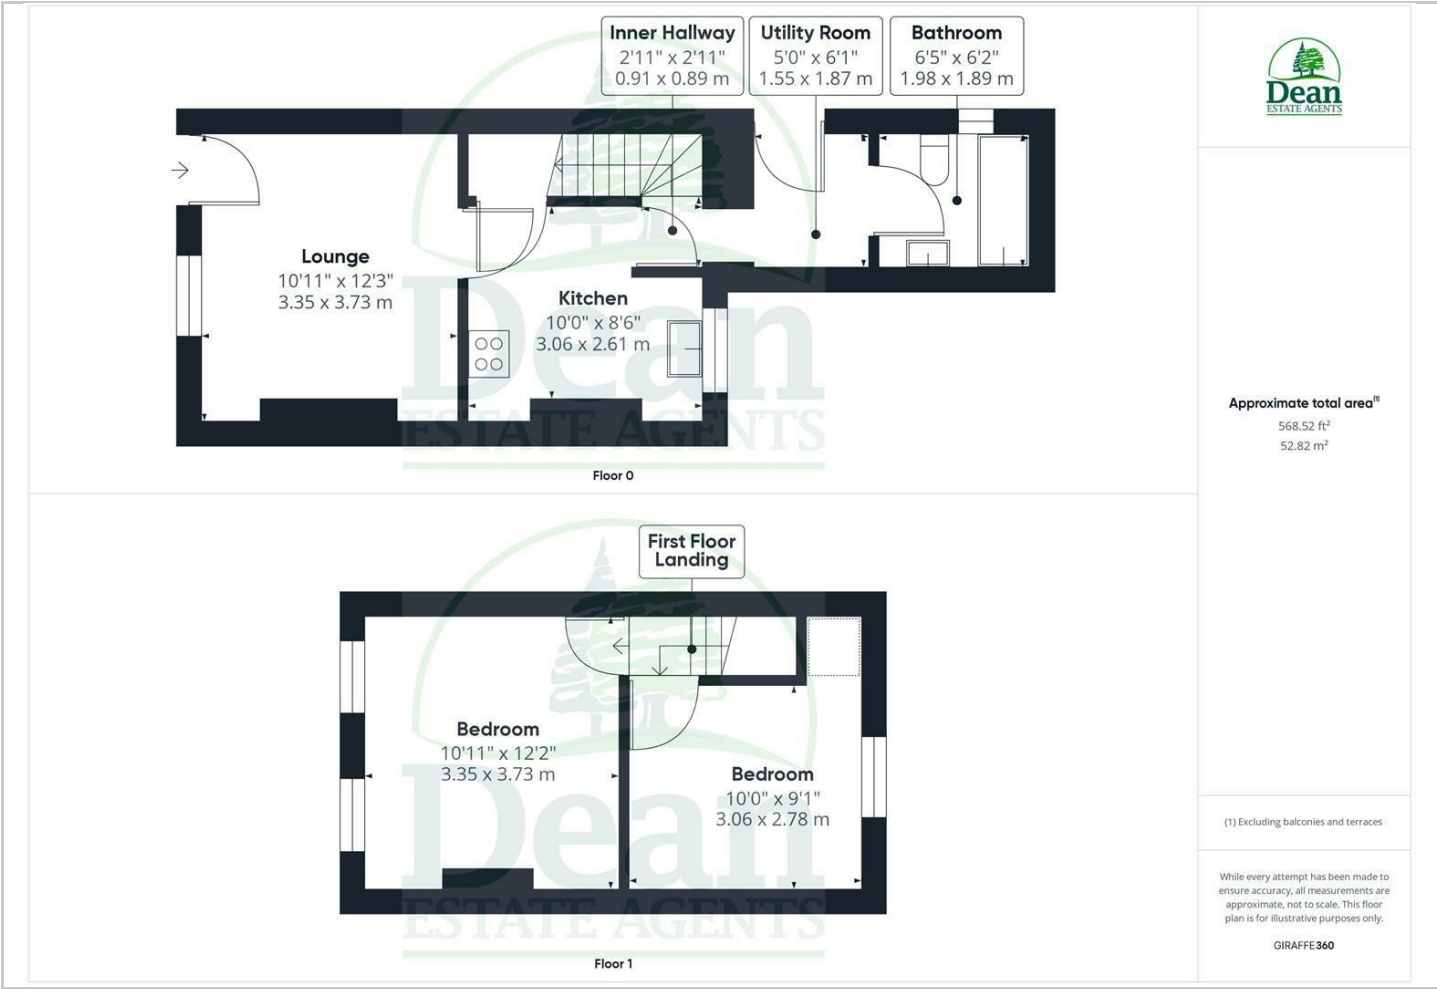 Inner Hallway
2'11" x 2'11"
0.91 x 0.89 m
Utility Room
5'0" x 6'1"
1.55 x 1.87 m
Bathroom
6'5" x 6'2"
1.98 x 1.89 m
Lounge
10'11" x 12'3"
3.35 x 3.73 m
Kitchen
10'0" x 8'6"
3.06 x 2.61 m
Dean
ESTATE AGENTS
Floor 0
First Floor
Landing
Bedroom
10'11" x 12'2"
3.35 x 3.73 m
Bedroom
10'0" x 9'1"
3.06 x 2.78 m
Dean
ESTATE AGENTS
Floor 1
Dean
ESTATE AGENTS
Approximate total area⁽¹⁾
568.52 ft²
52.82 m²
(1) Excluding balconies and terraces
While every attempt has been made to
ensure accuracy, all measurements are
approximate, not to scale. This floor
plan is for illustrative purposes only.
GIRAFFE360